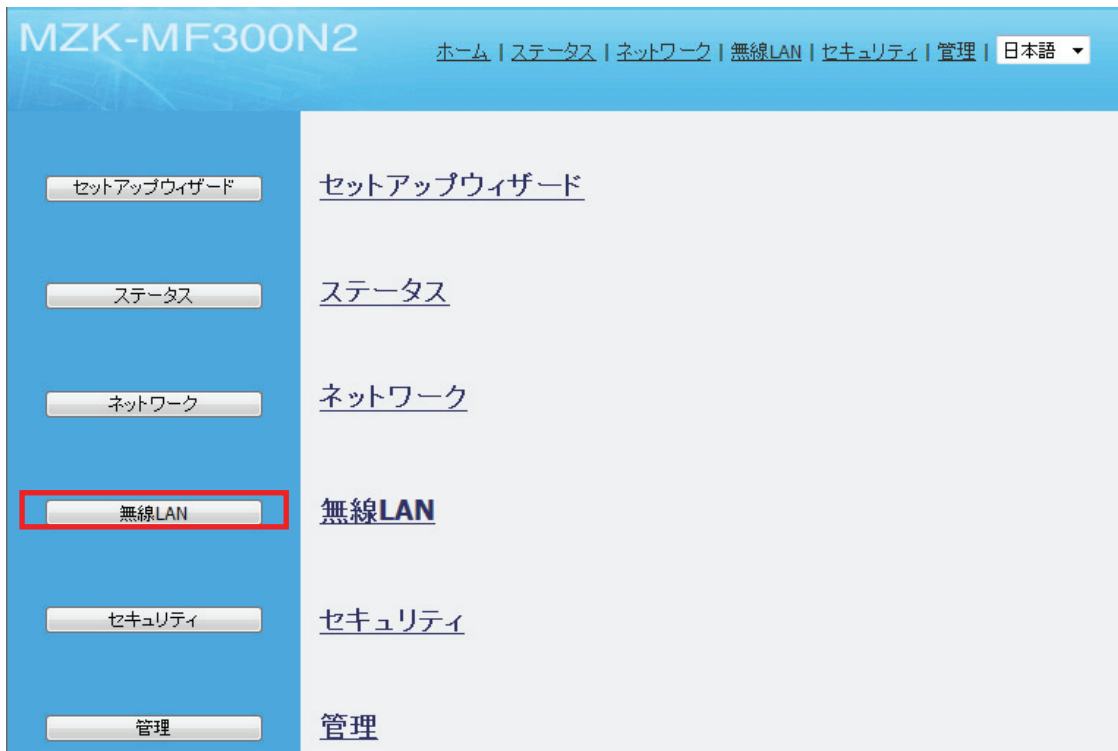 MZK-MF300N2
ホーム | ステータス | ネットワーク | 無線LAN | セキュリティ | 管理 | 日本語
セットアップウィザード セットアップウィザード
ステータス ステータス
ネットワーク ネットワーク
無線LAN 無線LAN
セキュリティ セキュリティ
管理 管理